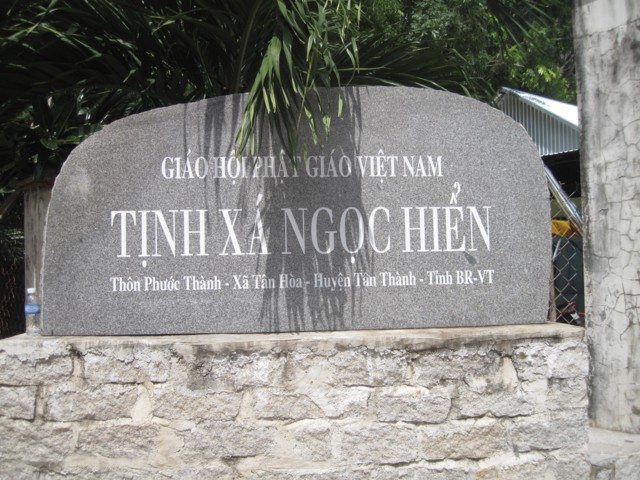 GIÁO HỘI PHẬT GIÁO VIỆT NAM
TỊNH XÁ NGỌC HIỂN
Thôn Phước Thành - Xã Tân Hòa - Huyện Tân Thành - Tỉnh BR-VT